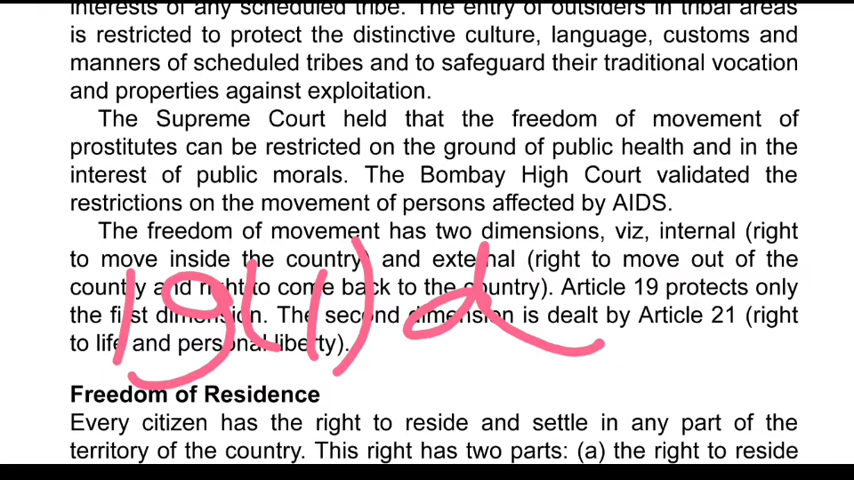 interests of any scheduled tribe. The entry of outsiders in tribal areas
is restricted to protect the distinctive culture, language, customs and
manners of scheduled tribes and to safeguard their traditional vocation
and properties against exploitation.
The Supreme Court held that the freedom of movement of
prostitutes can be restricted on the ground of public health and in the
interest of public morals. The Bombay High Court validated the
restrictions on the movement of persons affected by AIDS.
The freedom of movement has two dimensions, viz, internal (right
to move inside the country) and external (right to move out of the
country and right to come back to the country). Article 19 protects only
the first dimension. The second dimension is dealt by Article 21 (right
to life and personal liberty).
19(1)d
Freedom of Residence
Every citizen has the right to reside and settle in any part of the
territory of the country. This right has two parts: (a) the right to reside